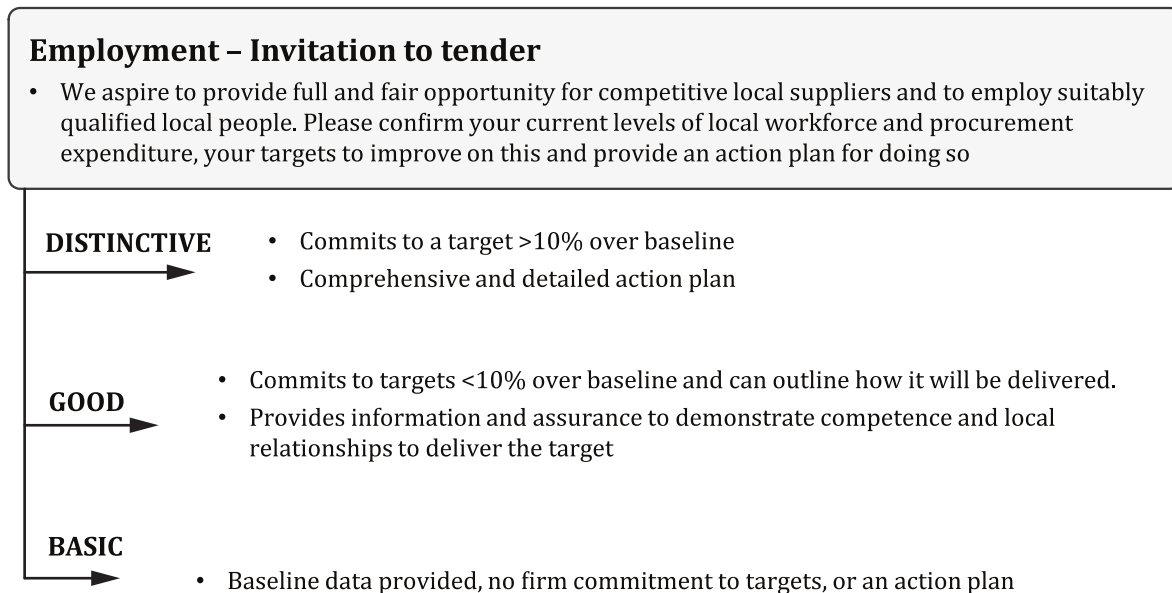 Employment – Invitation to tender
• We aspire to provide full and fair opportunity for competitive local suppliers and to employ suitably
qualified local people. Please confirm your current levels of local workforce and procurement
expenditure, your targets to improve on this and provide an action plan for doing so
DISTINCTIVE
• Commits to a target >10% over baseline
• Comprehensive and detailed action plan
GOOD
• Commits to targets <10% over baseline and can outline how it will be delivered.
• Provides information and assurance to demonstrate competence and local
relationships to deliver the target
BASIC
• Baseline data provided, no firm commitment to targets, or an action plan